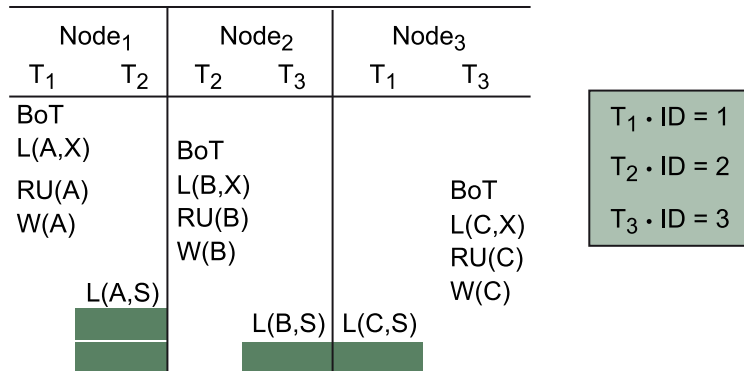 Node₁ Node₂ Node₃
T₁ T₂ T₂ T₃ T₁ T₃
BoT
L(A,X) BoT
RU(A) L(B,X) BoT
W(A) RU(B) L(C,X)
W(B) RU(C)
L(A,S) W(C)
L(B,S) L(C,S)
T₁ · ID = 1
T₂ · ID = 2
T₃ · ID = 3